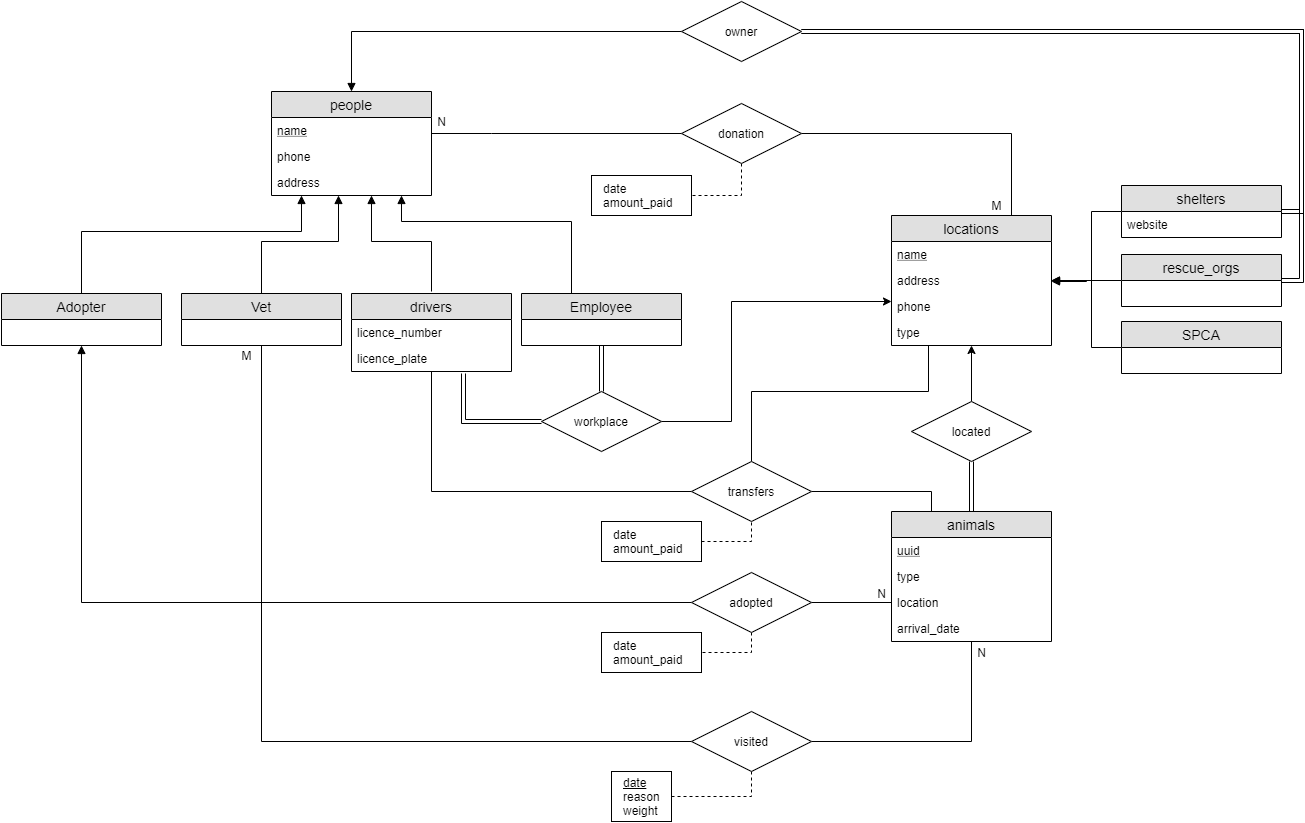 owner
people
name
phone
address
N
donation
date
amount_paid
M
shelters
website
rescue_orgs
SPCA
locations
name
address
phone
type
Adopter
Vet
M
drivers
licence_number
licence_plate
Employee
workplace
located
transfers
date
amount_paid
animals
uuid
type
location
arrival_date
N
adopted
N
date
amount_paid
visited
date
reason
weight